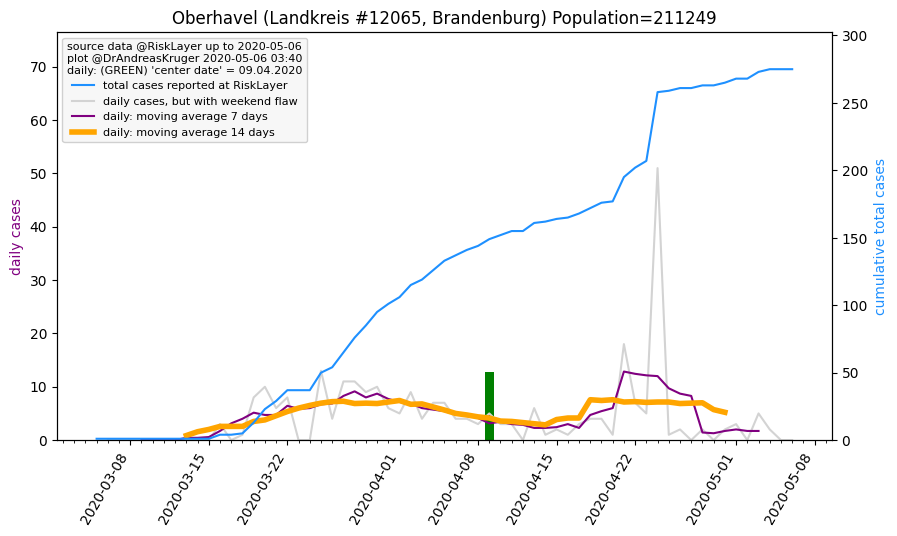 Oberhavel (Landkreis #12065, Brandenburg) Population=211249
source data @RiskLayer up to 2020-05-06
plot @DrAndreasKruger 2020-05-06 03:40
daily: (GREEN) 'center date' = 09.04.2020
total cases reported at RiskLayer
daily cases, but with weekend flaw
daily: moving average 7 days
daily: moving average 14 days
daily cases
70
60
50
40
30
20
10
0
cumulative total cases
300
250
200
150
100
50
0
2020-03-08
2020-03-15
2020-03-22
2020-04-01
2020-04-08
2020-04-15
2020-04-22
2020-05-01
2020-05-08